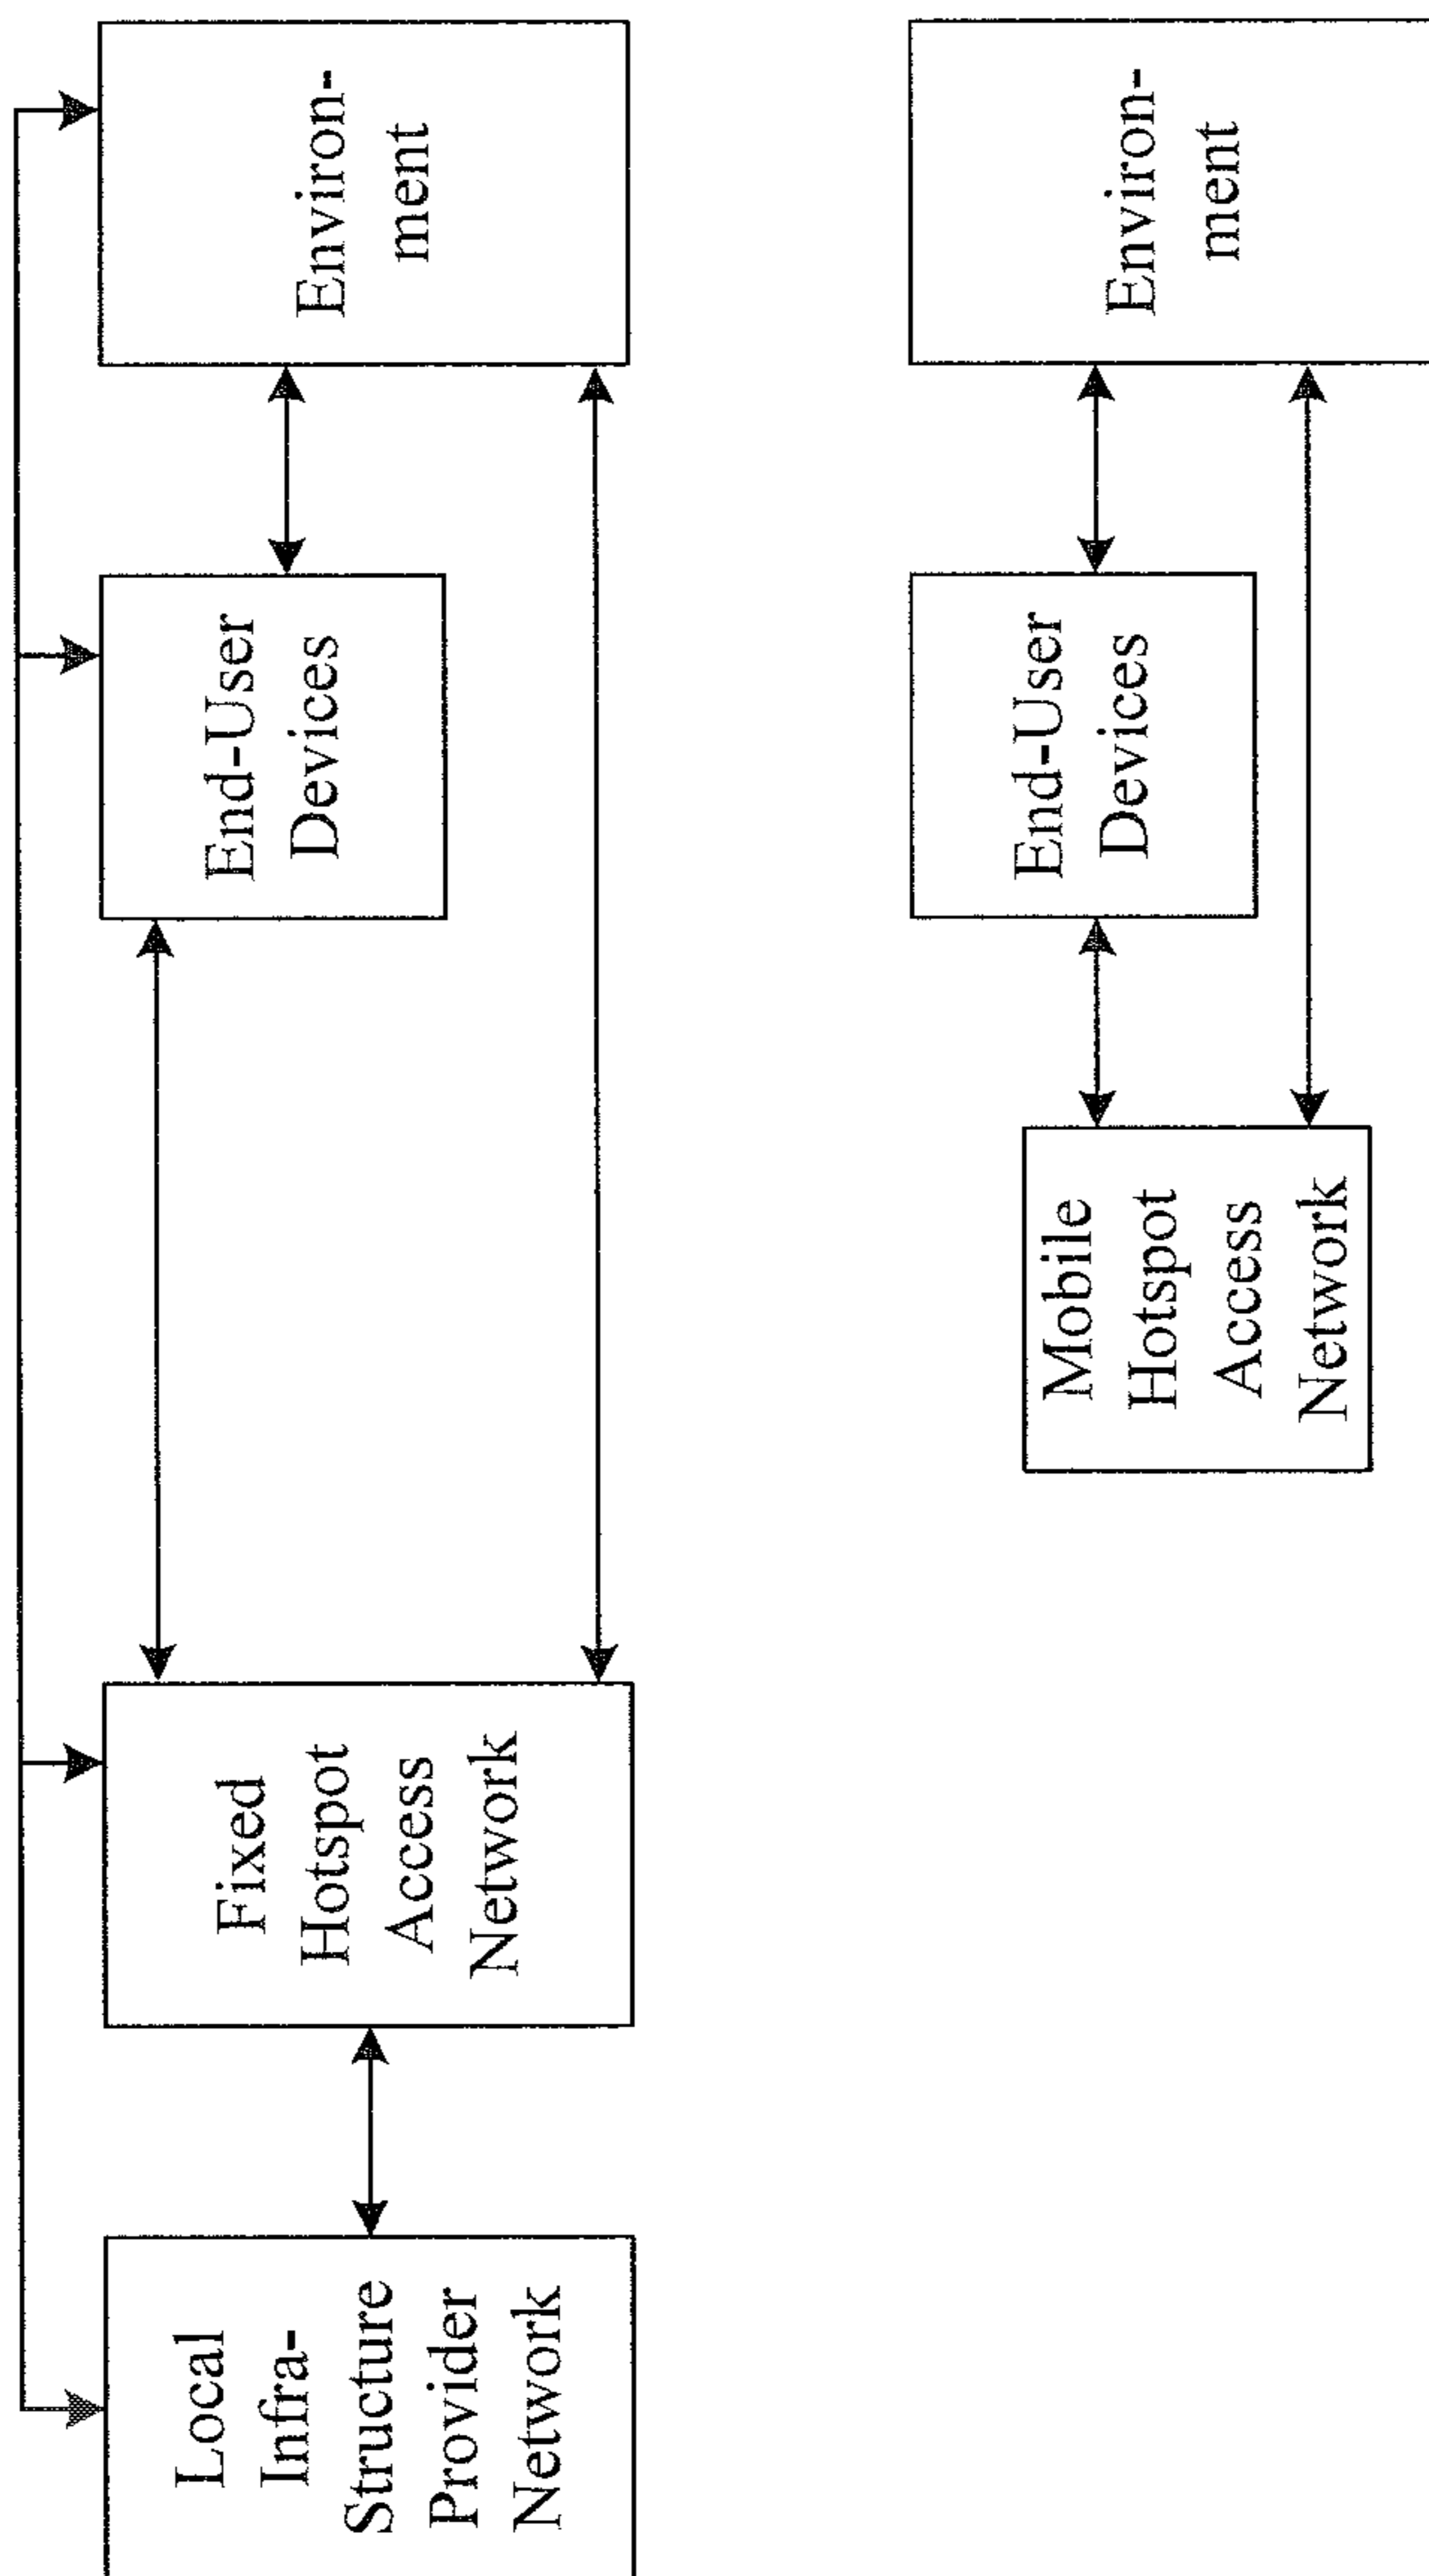 Local
Infra-
Structure
Provider
Network
Fixed
Hotspot
Access
Network
End-User
Devices
Environ-
ment
Mobile
Hotspot
Access
Network
End-User
Devices
Environ-
ment